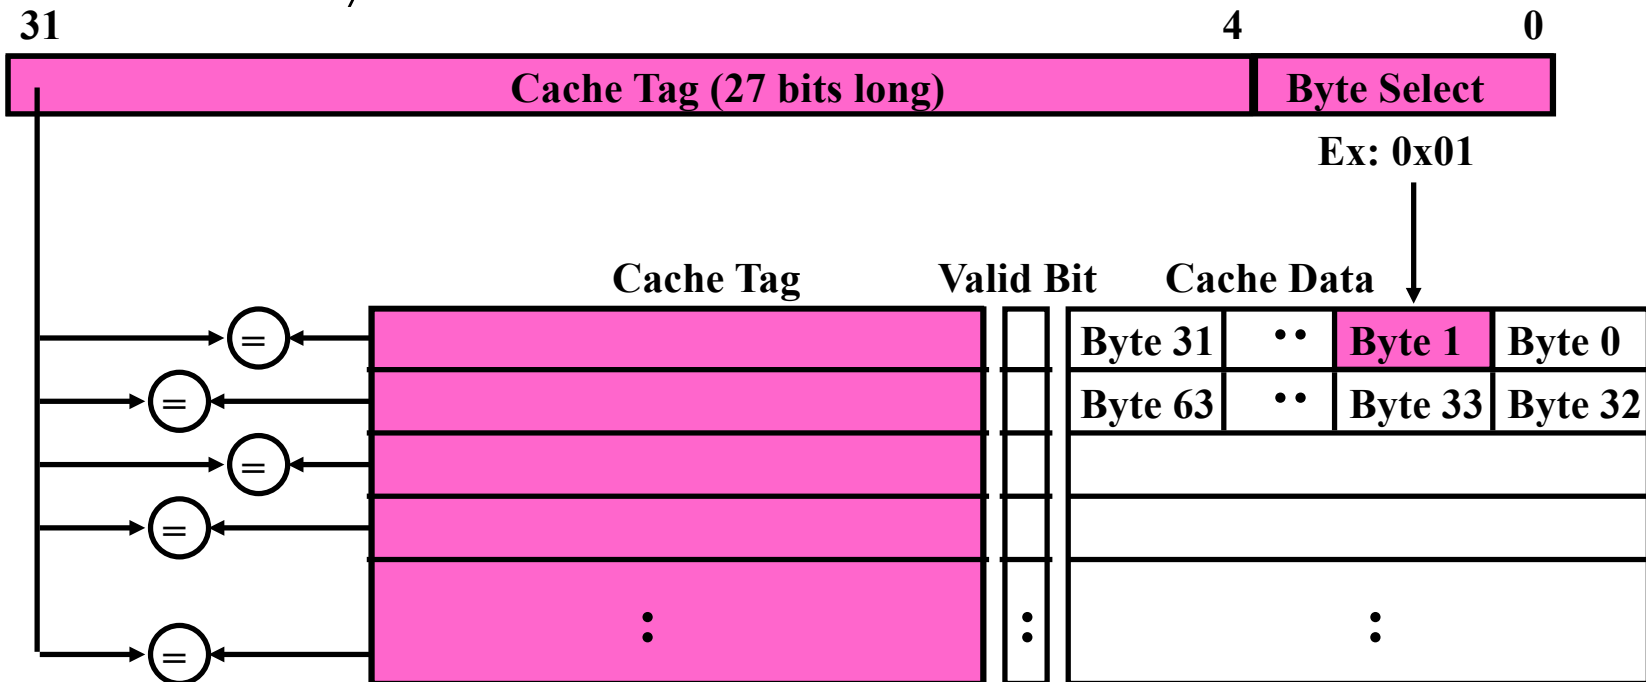 31 4 0
Cache Tag (27 bits long) Byte Select
Ex: 0x01
Cache Tag Valid Bit Cache Data
= Byte 31 ·· Byte 1 Byte 0
= Byte 63 ·· Byte 33 Byte 32
=
=
: : :
=